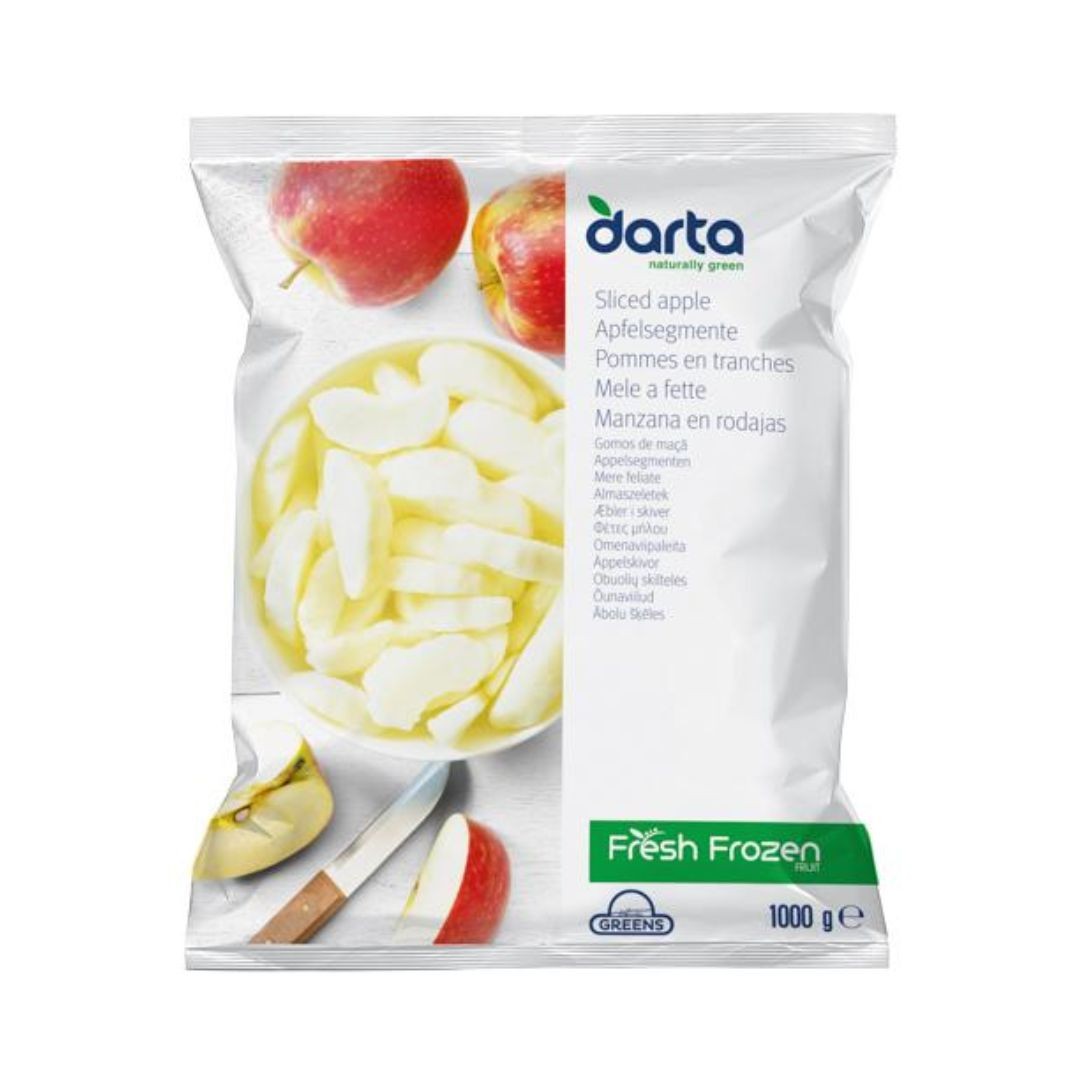 darta
naturally green
Sliced apple
Apfelsegmente
Pommes en tranches
Mele a fette
Manzana en rodajas
Gomos de maçã
Appelsegmenten
Mere feliate
Almaszeletek
Æbler i skiver
Φέτες μήλου
Omenaviipaleita
Äppelskivor
Obuolių skiltelės
Õunaviilud
Ābolu šķēles
Fresh Frozen
FRUIT
GREENS
1000 g ℮